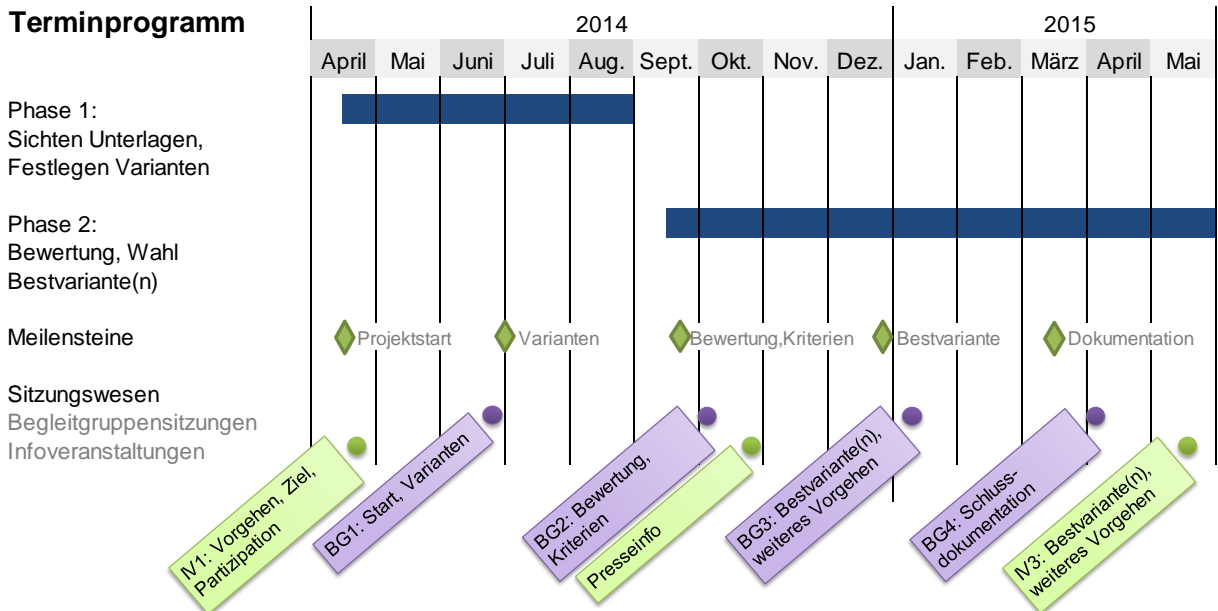 Terminprogramm
2014
2015
April Mai Juni Juli Aug. Sept. Okt. Nov. Dez. Jan. Feb. März April Mai
Phase 1:
Sichten Unterlagen,
Festlegen Varianten
Phase 2:
Bewertung, Wahl
Bestvariante(n)
Meilensteine
Projektstart
Varianten
Bewertung,Kriterien
Bestvariante
Dokumentation
Sitzungswesen
Begleitgruppensitzungen
Infoveranstaltungen
IV1: Vorgehen, Ziel,
Partizipation
BG1: Start, Varianten
BG2: Bewertung,
Kriterien
Presseinfo
BG3: Bestvariante(n),
weiteres Vorgehen
BG4: Schluss-
dokumentation
IV3: Bestvariante(n),
weiteres Vorgehen